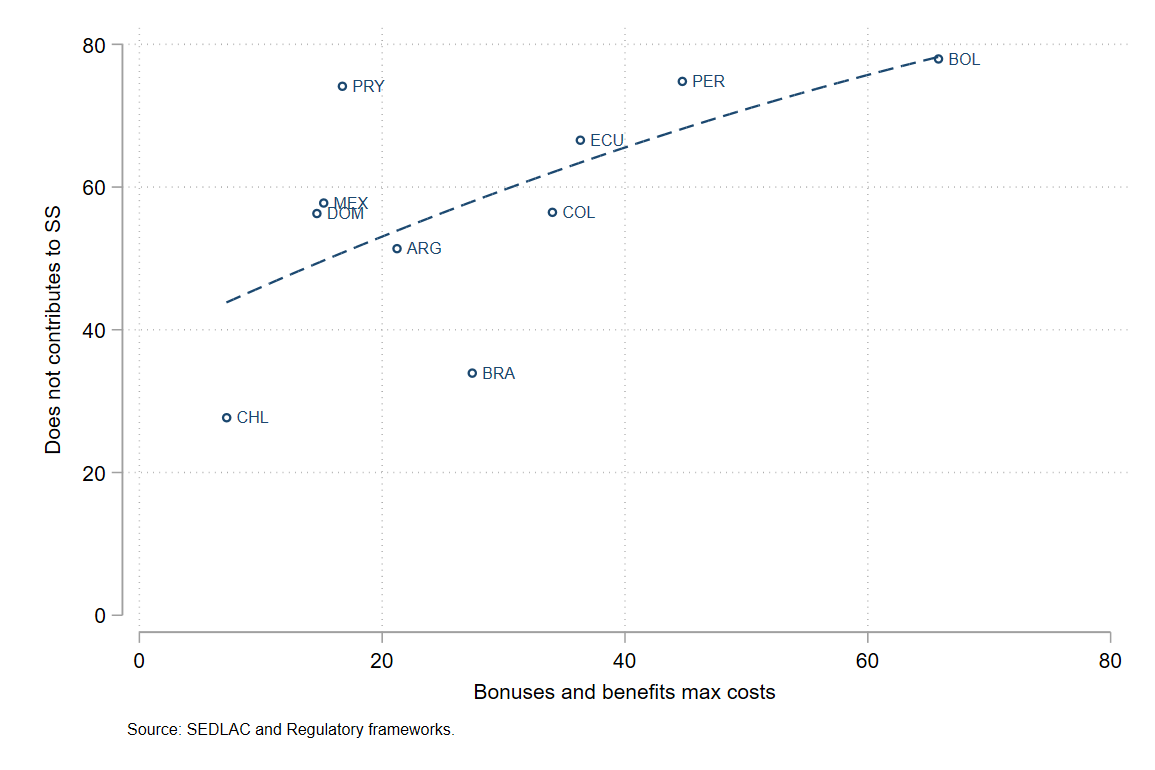 80
60
40
20
0
Does not contributes to SS
PRY
PER
BOL
ECU
MEX
DOM
COL
ARG
BRA
CHL
0 20 40 60 80
Bonuses and benefits max costs
Source: SEDLAC and Regulatory frameworks.